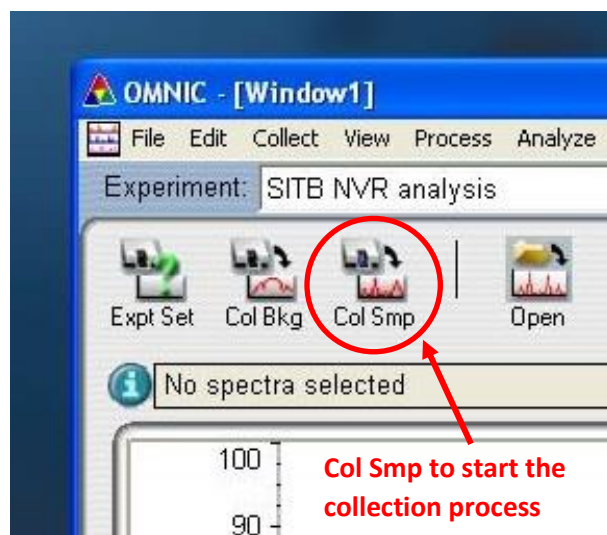 OMNIC - [Window1]
File Edit Collect View Process Analyze
Experiment: SITB NVR analysis
Expt Set Col Bkg Col Smp Open
No spectra selected
100
Col Smp to start the
collection process
90